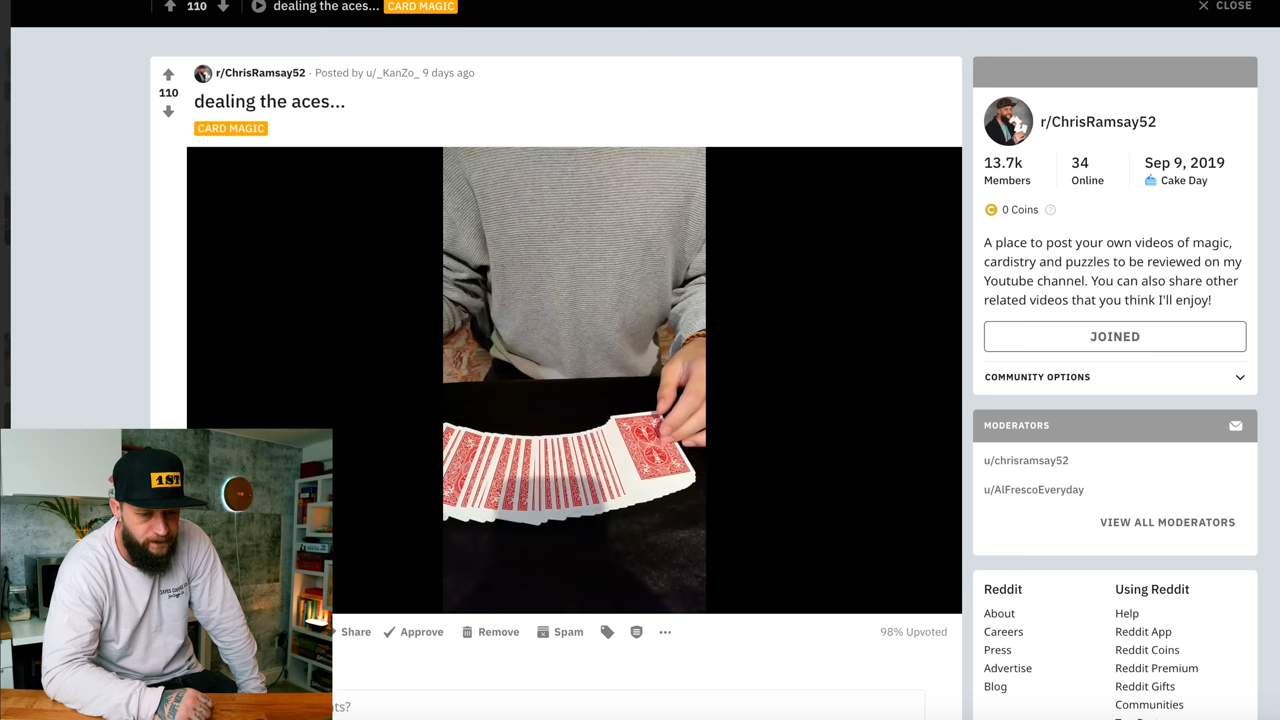 110 dealing the aces... CARD MAGIC CLOSE
r/ChrisRamsay52 · Posted by u/_KanZo_ 9 days ago
110
dealing the aces...
CARD MAGIC
r/ChrisRamsay52
13.7k 34 Sep 9, 2019
Members Online Cake Day
0 Coins
A place to post your own videos of magic,
cardistry and puzzles to be reviewed on my
Youtube channel. You can also share other
related videos that you think I'll enjoy!
JOINED
COMMUNITY OPTIONS
MODERATORS
u/chrisramsay52
u/AlFrescoEveryday
VIEW ALL MODERATORS
1ST
Share Approve Remove Spam ... 98% Upvoted
ts?
Reddit Using Reddit
About Help
Careers Reddit App
Press Reddit Coins
Advertise Reddit Premium
Blog Reddit Gifts
Communities